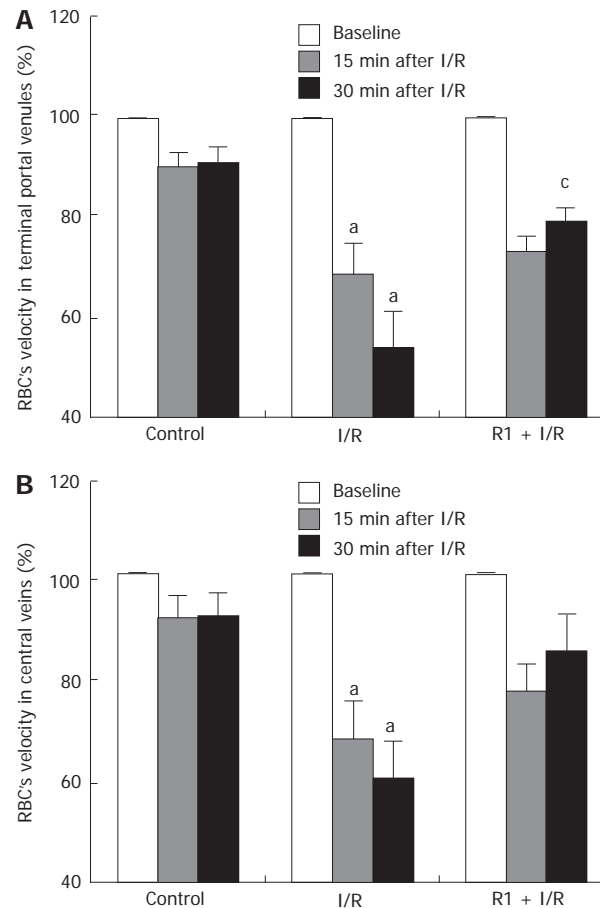 A
RBC's velocity in terminal portal venules (%)
120
100
80
60
40
Baseline
15 min after I/R
30 min after I/R
a
a
c
Control
I/R
R1 + I/R
B
RBC's velocity in central veins (%)
120
100
80
60
40
Baseline
15 min after I/R
30 min after I/R
a
a
Control
I/R
R1 + I/R